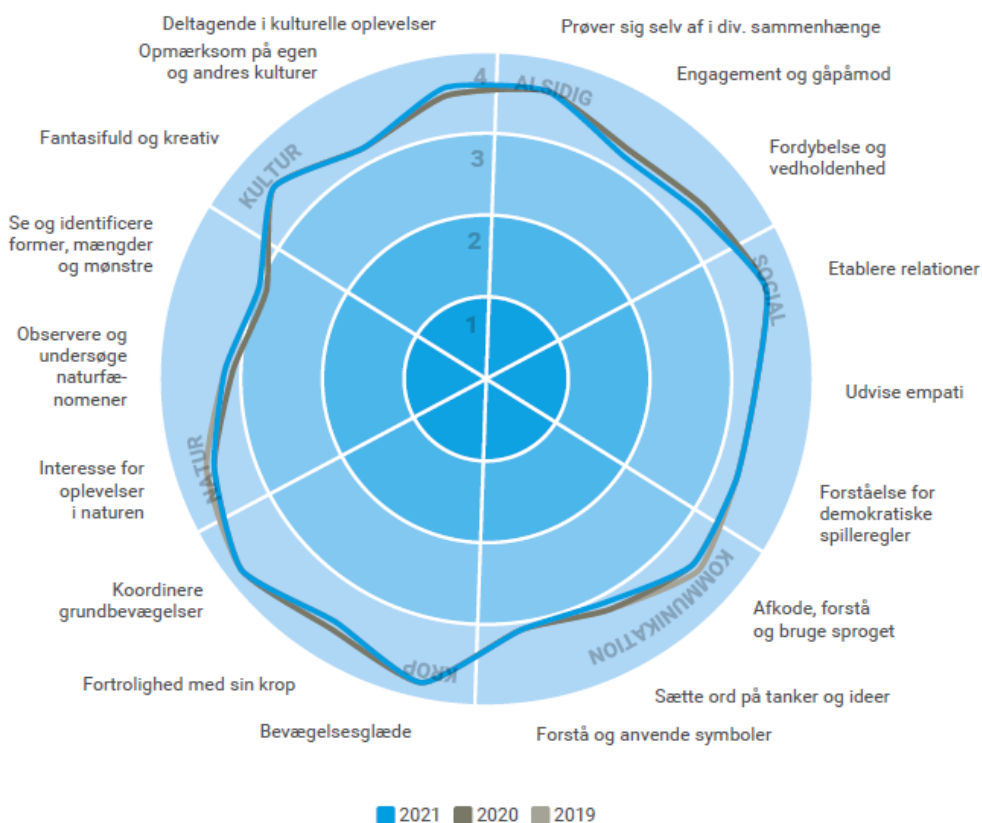 Deltagende i kulturelle oplevelser
Prøver sig selv af i div. sammenhænge
Opmærksom på egen
og andres kulturer
Engagement og gåpåmod
Fantasifuld og kreativ
Fordybelse og
vedholdenhed
Se og identificere
former, mængder
og mønstre
Etablere relationer
Observere og
undersøge
naturfæ-
nomener
Udvise empati
Interesse for
oplevelser
i naturen
Forståelse for
demokratiske
spilleregler
Koordinere
grundbevægelser
Afkode, forstå
og bruge sproget
Fortrolighed med sin krop
Sætte ord på tanker og ideer
Bevægelsesglæde
Forstå og anvende symboler
ALSIDIG
SOCIAL
KOMMUNIKATION
KROP
NATUR
KULTUR
4
3
2
1
2021 2020 2019